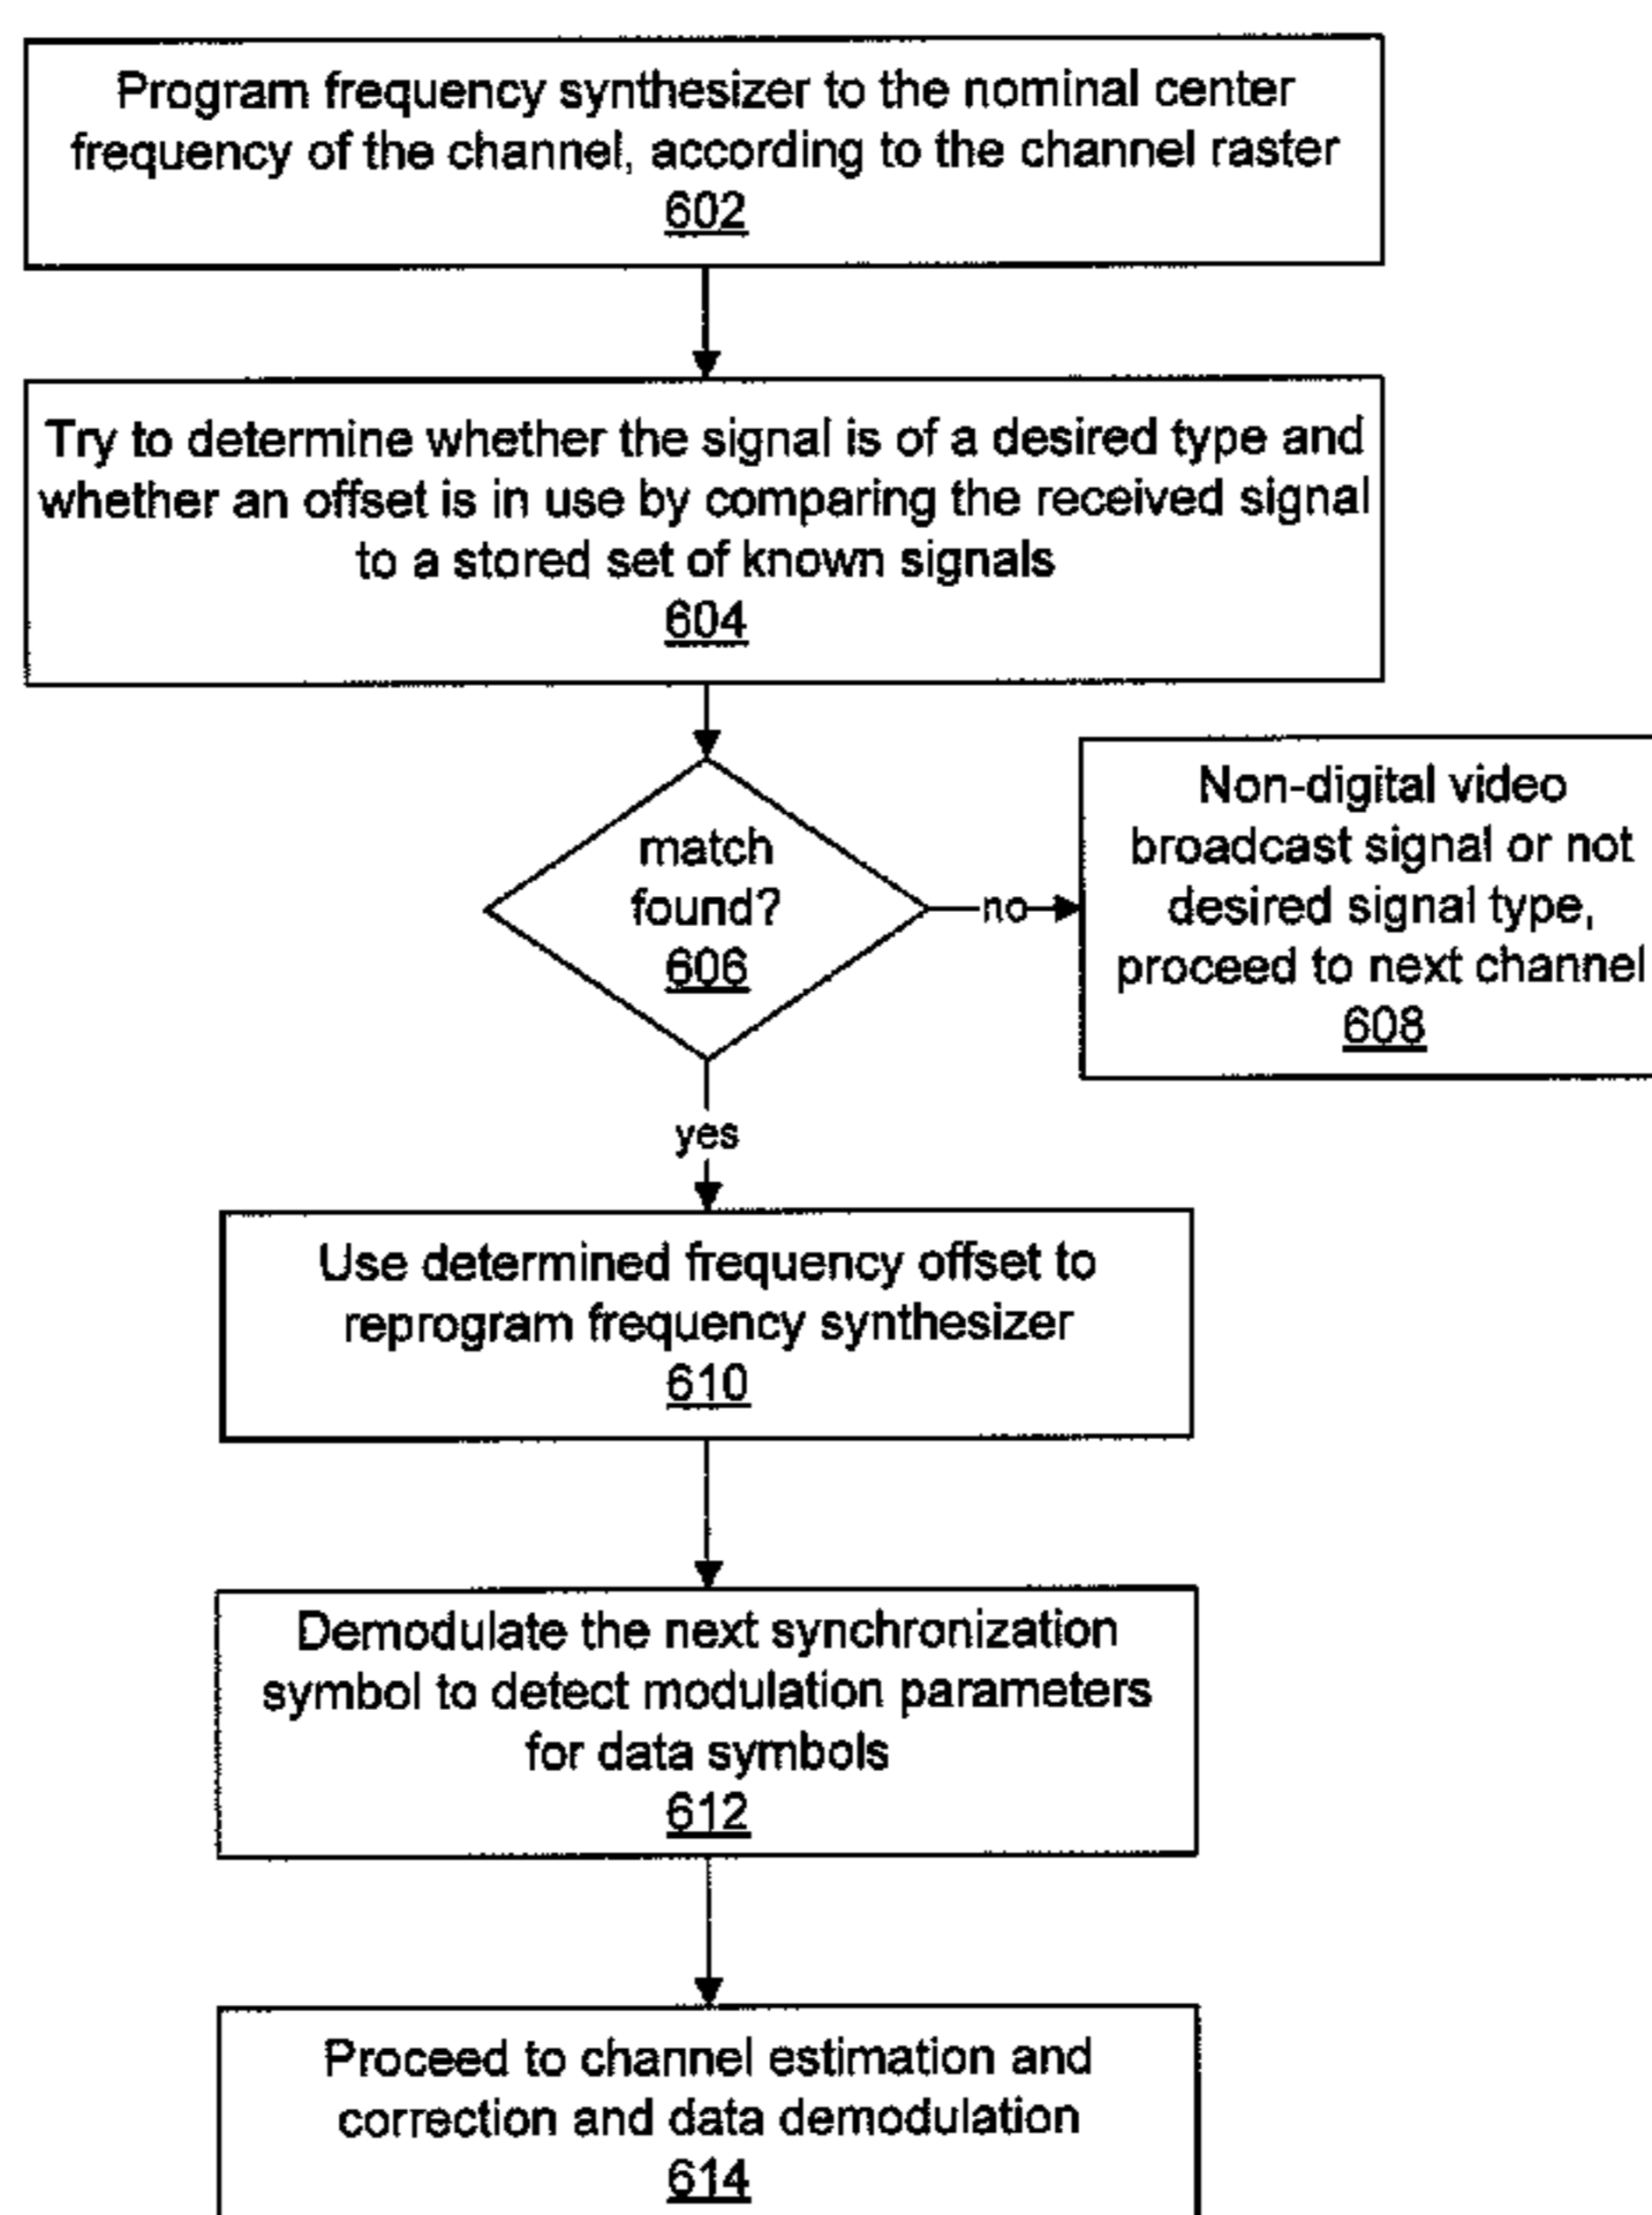 Program frequency synthesizer to the nominal center
frequency of the channel, according to the channel raster
602
Try to determine whether the signal is of a desired type and
whether an offset is in use by comparing the received signal
to a stored set of known signals
604
match
found?
606
no
Non-digital video
broadcast signal or not
desired signal type,
proceed to next channel
608
yes
Use determined frequency offset to
reprogram frequency synthesizer
610
Demodulate the next synchronization
symbol to detect modulation parameters
for data symbols
612
Proceed to channel estimation and
correction and data demodulation
614